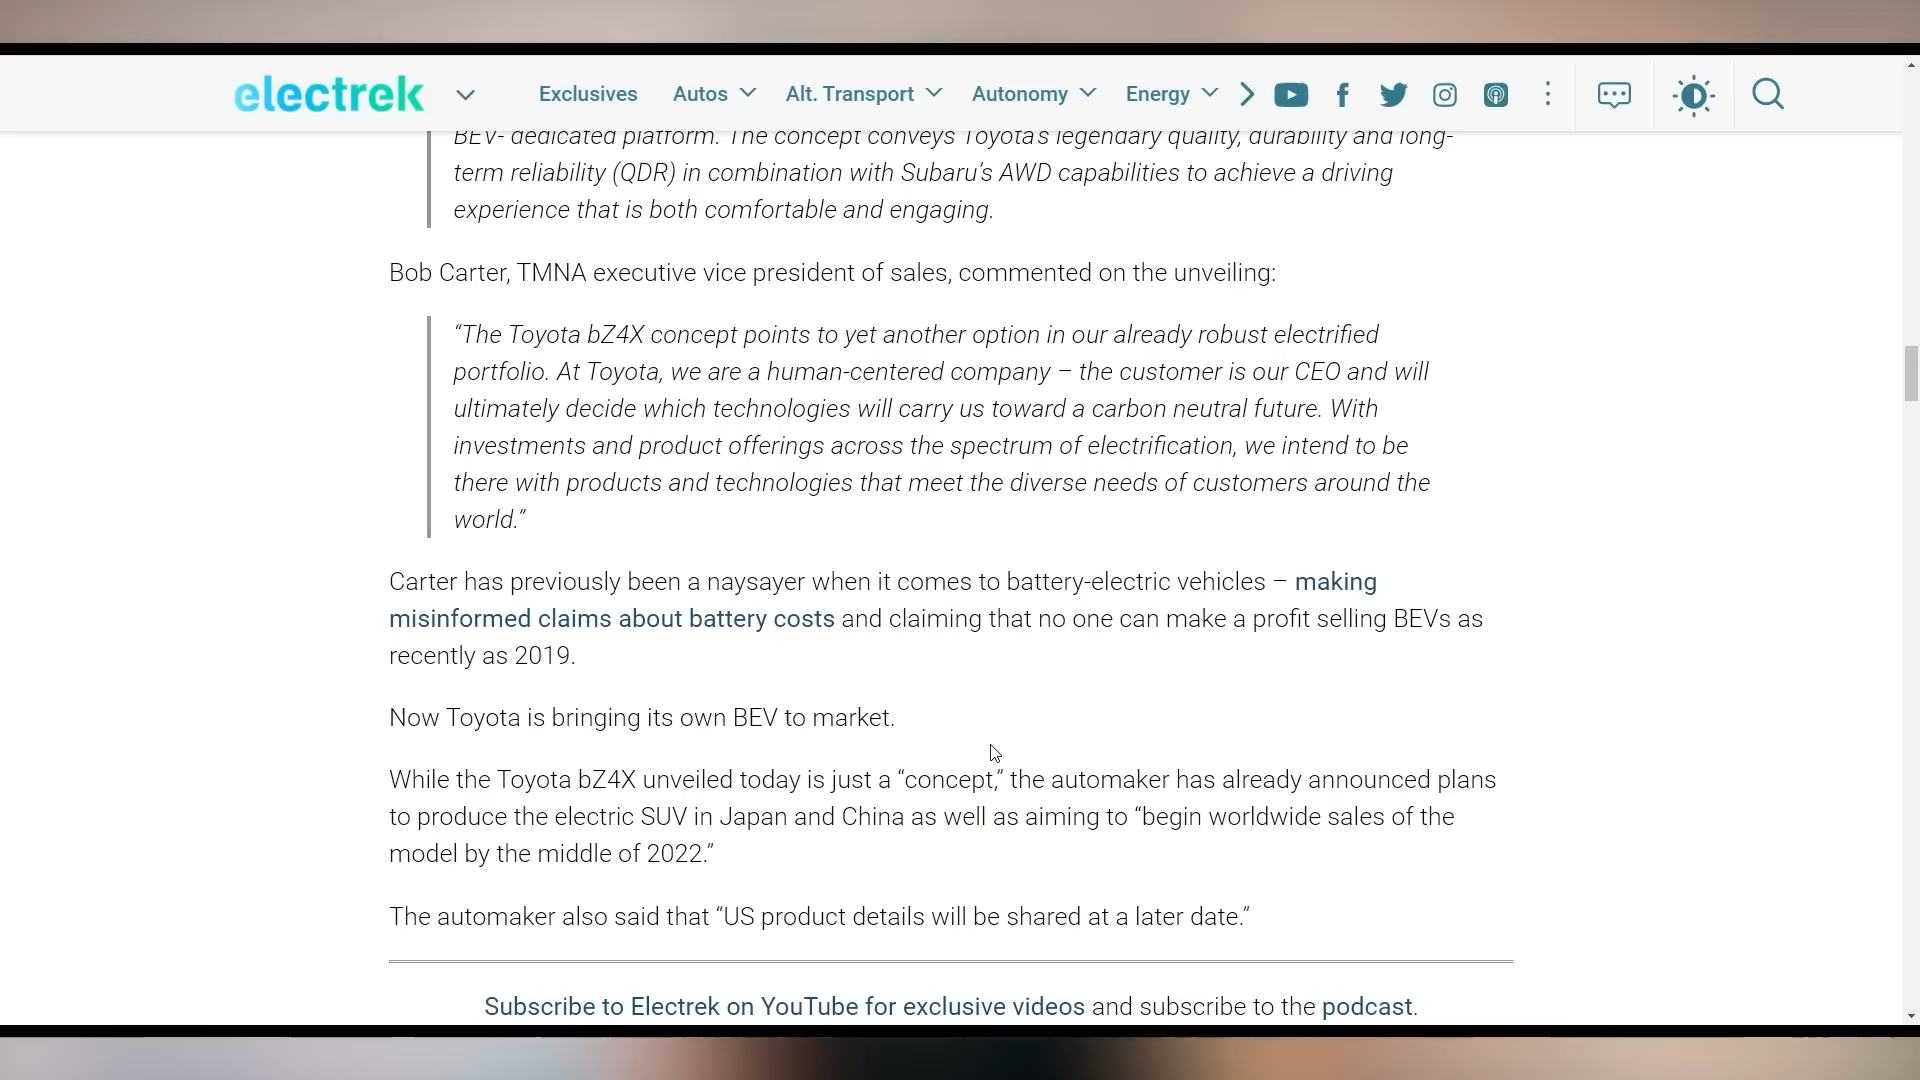 electrek
Exclusives Autos Alt. Transport Autonomy Energy
BEV- dedicated platform. The concept conveys Toyota's legendary quality, durability and long-
term reliability (QDR) in combination with Subaru’s AWD capabilities to achieve a driving
experience that is both comfortable and engaging.
Bob Carter, TMNA executive vice president of sales, commented on the unveiling:
“The Toyota bZ4X concept points to yet another option in our already robust electrified
portfolio. At Toyota, we are a human-centered company – the customer is our CEO and will
ultimately decide which technologies will carry us toward a carbon neutral future. With
investments and product offerings across the spectrum of electrification, we intend to be
there with products and technologies that meet the diverse needs of customers around the
world.”
Carter has previously been a naysayer when it comes to battery-electric vehicles – making
misinformed claims about battery costs and claiming that no one can make a profit selling BEVs as
recently as 2019.
Now Toyota is bringing its own BEV to market.
While the Toyota bZ4X unveiled today is just a “concept,” the automaker has already announced plans
to produce the electric SUV in Japan and China as well as aiming to “begin worldwide sales of the
model by the middle of 2022.”
The automaker also said that “US product details will be shared at a later date.”
Subscribe to Electrek on YouTube for exclusive videos and subscribe to the podcast.